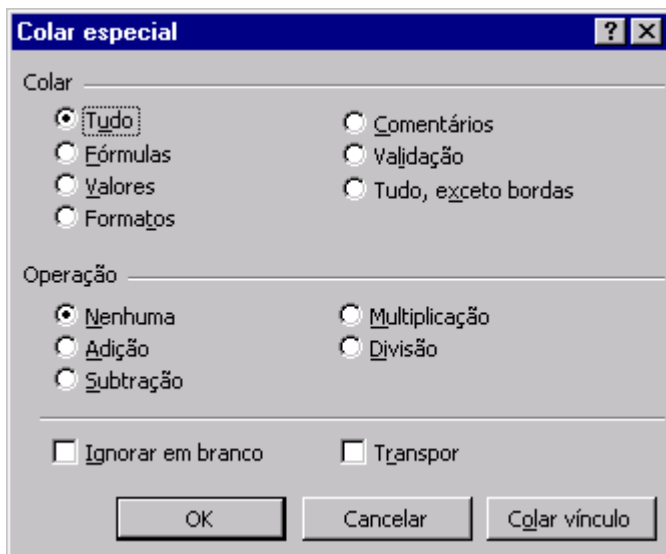 Colar especial
Colar
Tudo
Comentários
Fórmulas
Validação
Valores
Tudo, exceto bordas
Formatos
Operação
Nenhuma
Multiplicação
Adição
Divisão
Subtração
Ignorar em branco
Transpor
OK
Cancelar
Colar vínculo